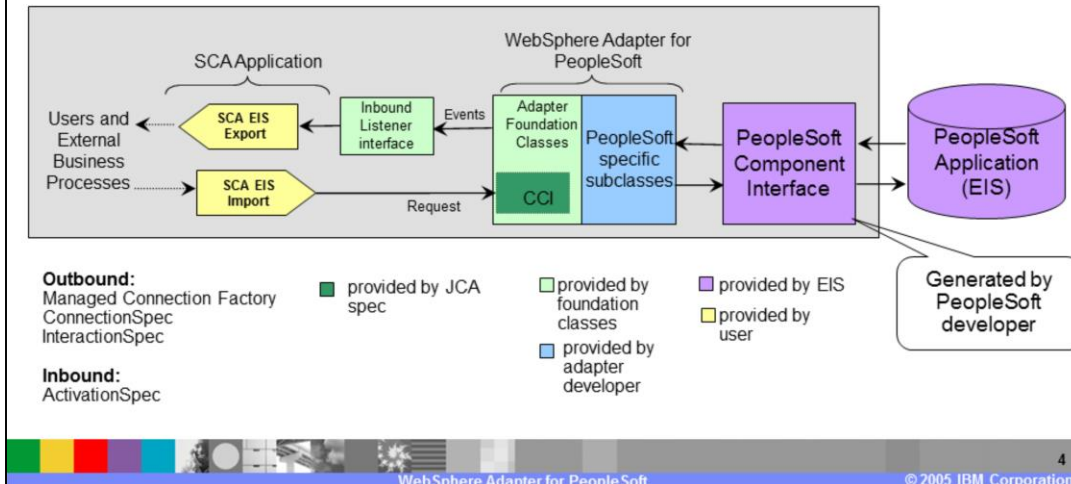 WebSphere Adapter for
PeopleSoft
SCA Application
Users and
External
Business
Processes
SCA EIS
Export
Inbound
Listener
interface
Events
Adapter
Foundation
Classes
PeopleSoft
specific
subclasses
PeopleSoft
Component
Interface
PeopleSoft
Application
(EIS)
SCA EIS
Import
Request
CCI
Outbound:
Managed Connection Factory
ConnectionSpec
InteractionSpec
Inbound:
ActivationSpec
provided by JCA
spec
provided by
foundation
classes
provided by
adapter
developer
provided by EIS
provided by
user
Generated by
PeopleSoft
developer
4
WebSphere Adapter for PeopleSoft
© 2005 IBM Corporation